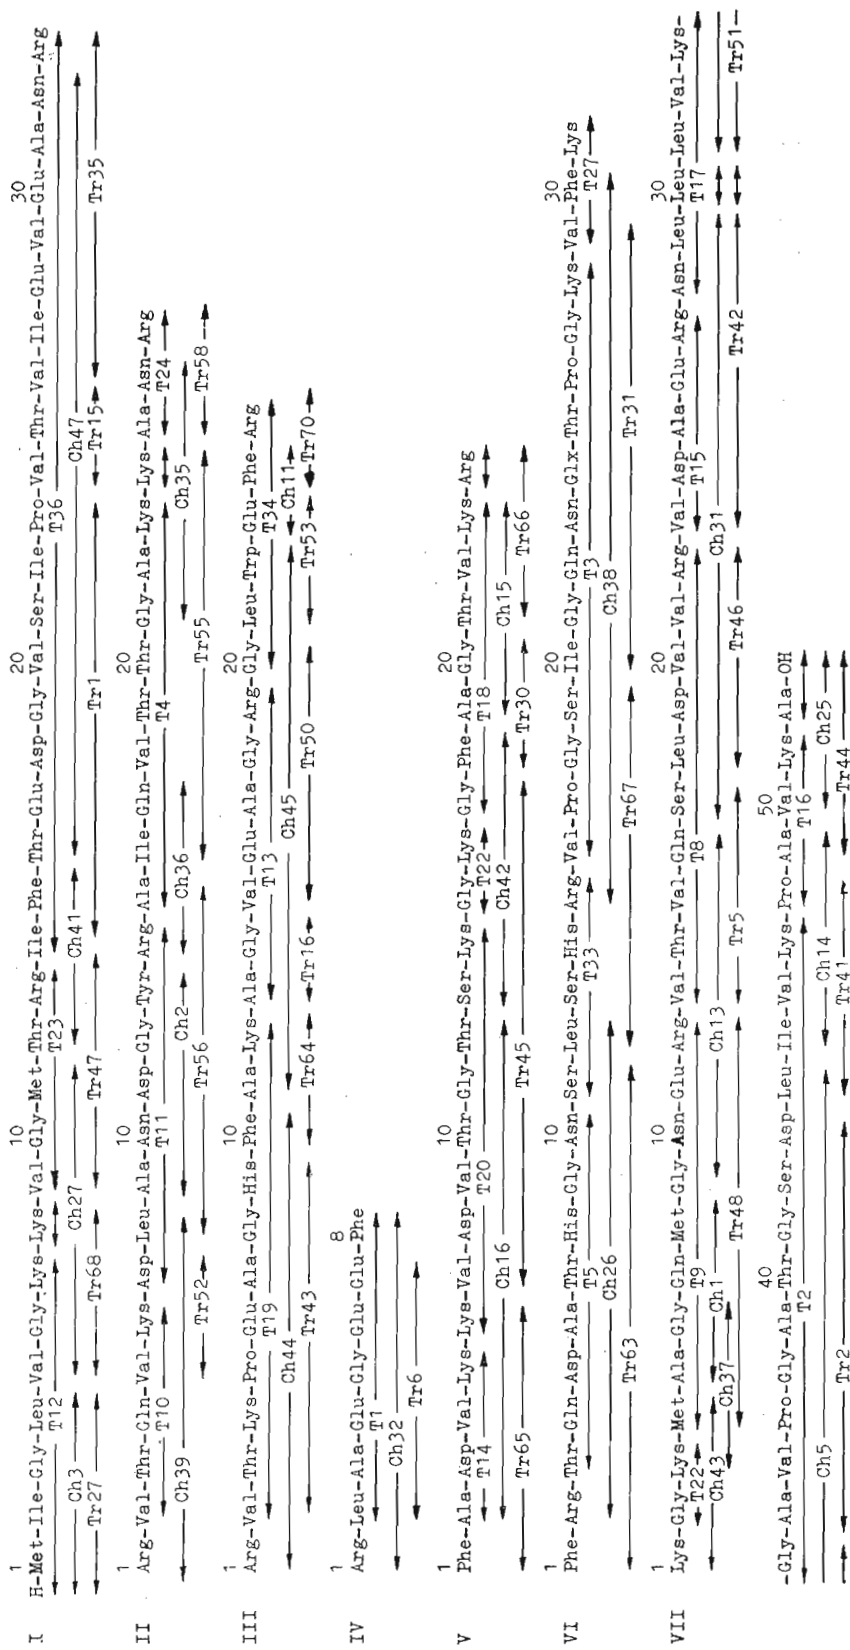 1 10 20 30
I H-Met-Ile-Gly-Leu-Val-Gly-Lys-Lys-Val-Gly-Met-Thr-Arg-Ile-Phe-Thr-Glu-Asp-Gly-Val-Ser-Ile-Pro-Val-Thr-Val-Ile-Glu-Val-Glu-Ala-Asn-Arg
T12 T23 T36
Ch3 Ch27 Ch41 Ch47
Tr27 Tr68 Tr47 Tr1 Tr15 Tr35
1 10 20
II Arg-Val-Thr-Gln-Val-Lys-Asp-Leu-Ala-Asn-Asp-Gly-Tyr-Arg-Ala-Ile-Gln-Val-Thr-Thr-Gly-Ala-Lys-Lys-Ala-Asn-Arg
T10 T11 T4 T24
Ch39 Ch2 Ch36 Ch35
Tr52 Tr56 Tr55 Tr58
1 10 20
III Arg-Val-Thr-Lys-Pro-Glu-Ala-Gly-His-Phe-Ala-Lys-Ala-Gly-Val-Glu-Ala-Gly-Arg-Gly-Leu-Trp-Glu-Phe-Arg
T19 T13 T34
Ch44 Ch45 Ch11
Tr43 Tr64 Tr16 Tr50 Tr53 Tr70
1 8
IV Arg-Leu-Ala-Glu-Gly-Glu-Glu-Phe
T1
Ch32
Tr6
1 10 20
V Phe-Ala-Asp-Val-Lys-Lys-Val-Asp-Val-Thr-Gly-Thr-Ser-Lys-Gly-Lys-Gly-Phe-Ala-Gly-Thr-Val-Lys-Arg
T14 T20 T22 T18
Ch16 Ch42 Ch15
Tr65 Tr45 Tr30 Tr66
1 10 20 30
VI Phe-Arg-Thr-Gln-Asp-Ala-Thr-His-Gly-Asn-Ser-Leu-Ser-His-Arg-Val-Pro-Gly-Ser-Ile-Gly-Gln-Asn-Glx-Thr-Pro-Gly-Lys-Val-Phe-Lys
T5 T33 T3 T27
Ch26 Ch38
Tr63 Tr67 Tr31
1 10 20 30
VII Lys-Gly-Lys-Met-Ala-Gly-Gln-Met-Gly-Asn-Glu-Arg-Val-Thr-Val-Gln-Ser-Leu-Asp-Val-Val-Arg-Val-Asp-Ala-Glu-Arg-Asn-Leu-Leu-Leu-Val-Lys-
T22 T9 T8 T15 T17
Ch43 Ch1 Ch13 Ch31
Ch37
Tr48 Tr5 Tr46 Tr42 Tr51
40 50
-Gly-Ala-Val-Pro-Gly-Ala-Thr-Gly-Ser-Asp-Leu-Ile-Val-Lys-Pro-Ala-Val-Lys-Ala-OH
T2 T16
Ch5 Ch14 Ch25
Tr2 Tr41 Tr44